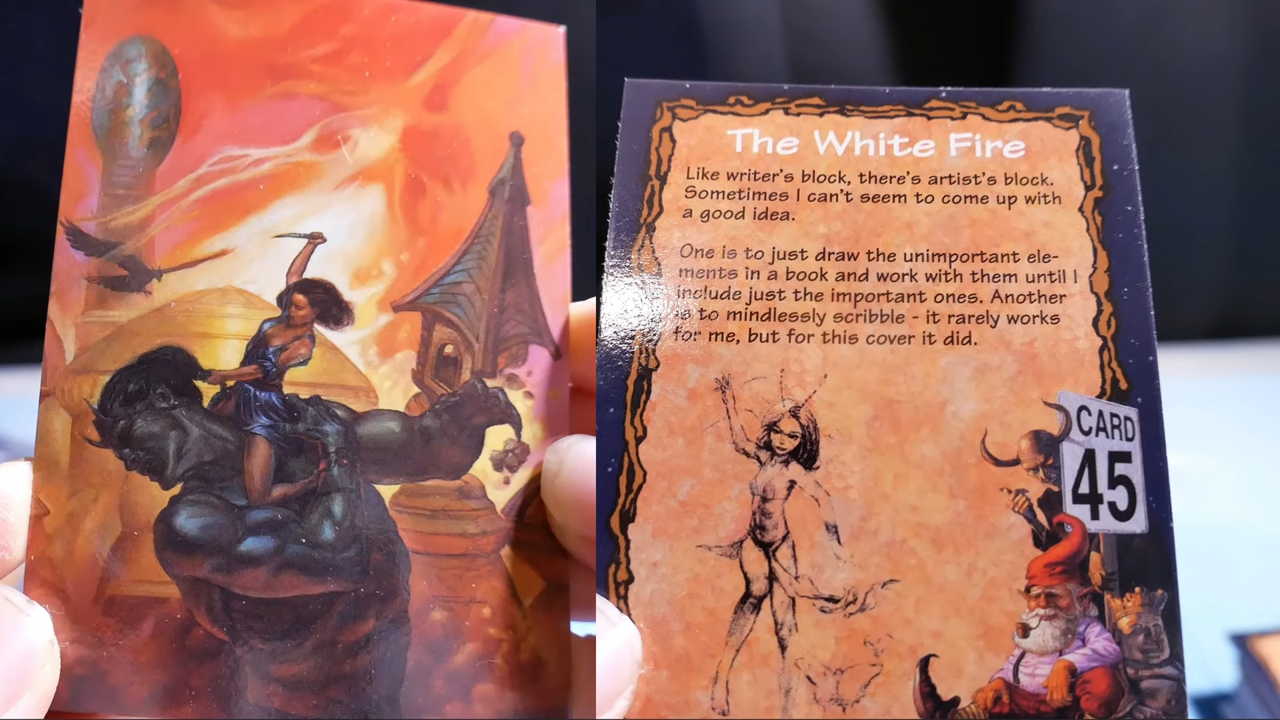 The White Fire
Like writer's block, there's artist's block.
Sometimes I can't seem to come up with
a good idea.
One is to just draw the unimportant ele-
ments in a book and work with them until I
include just the important ones. Another
is to mindlessly scribble - it rarely works
for me, but for this cover it did.
CARD
45